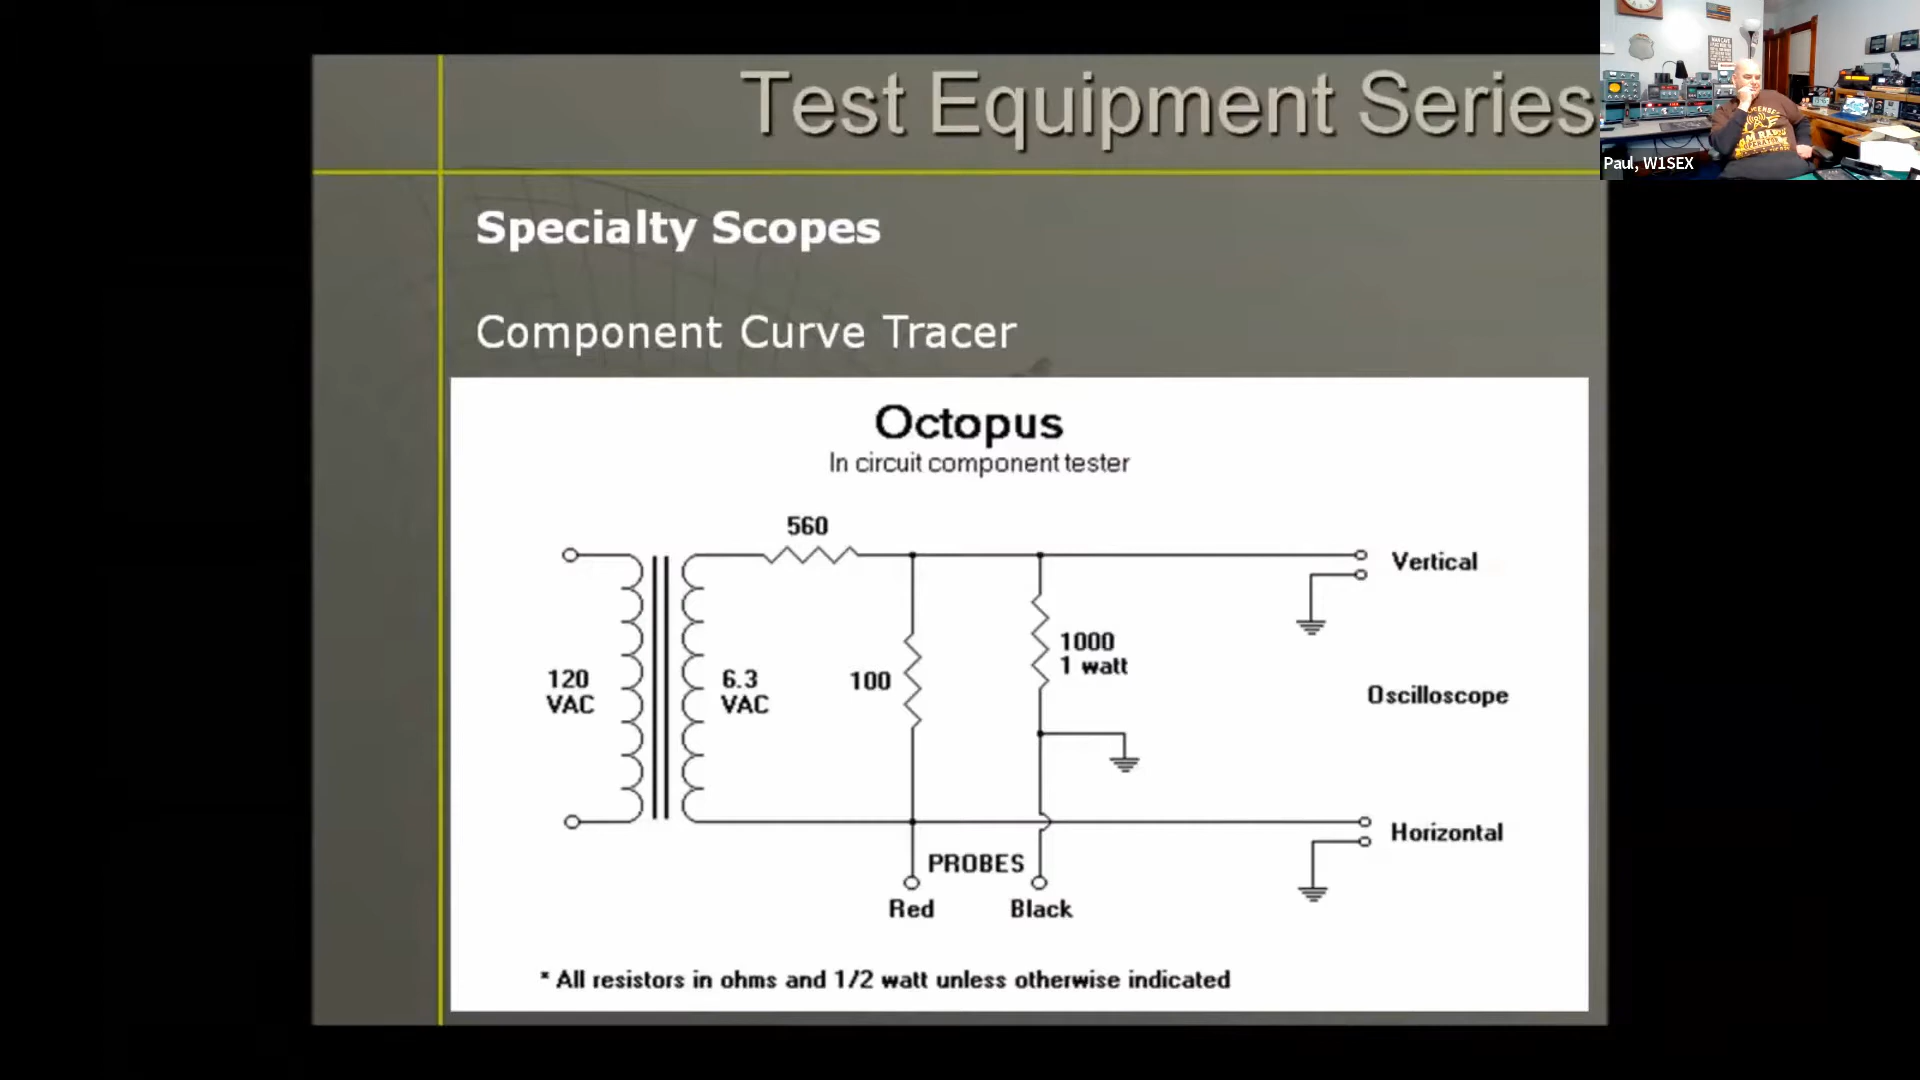 Test Equipment Series
Paul, W1SEX
Specialty Scopes
Component Curve Tracer
Octopus
In circuit component tester
560
Vertical
1000
1 watt
100
120
VAC
6.3
VAC
Oscilloscope
Horizontal
PROBES
Red
Black
* All resistors in ohms and 1/2 watt unless otherwise indicated